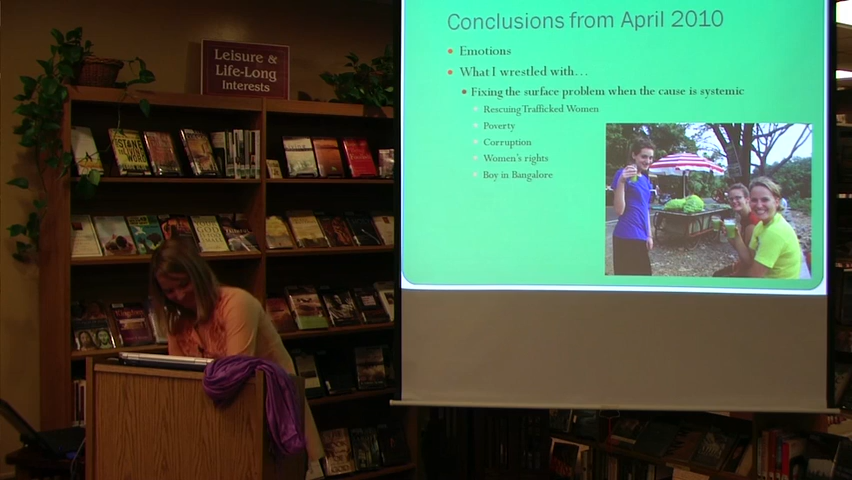 Leisure &
Life-Long
Interests
Conclusions from April 2010
Emotions
What I wrestled with…
Fixing the surface problem when the cause is systemic
Rescuing Trafficked Women
Poverty
Corruption
Women's rights
Boy in Bangalore